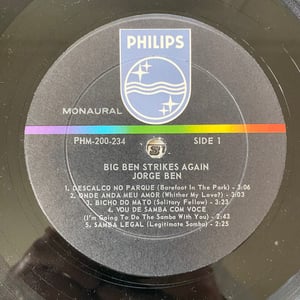 PHILIPS
MONAURAL
PHM-200-234 SIDE 1
BIG BEN STRIKES AGAIN
JORGE BEN
1. DESCALCO NO PARQUE (Barefoot In The Park) - 3:06
2. ONDE ANDA MEU AMOR (Whither My Love?) - 3:03
3. BICHO DO MATO (Solitary Fellow) - 3:23
4. VOU DE SAMBA COM VOCE
(I'm Going To Do The Samba With You) - 2:43
5. SAMBA LEGAL (Legitimate Samba) - 2:25